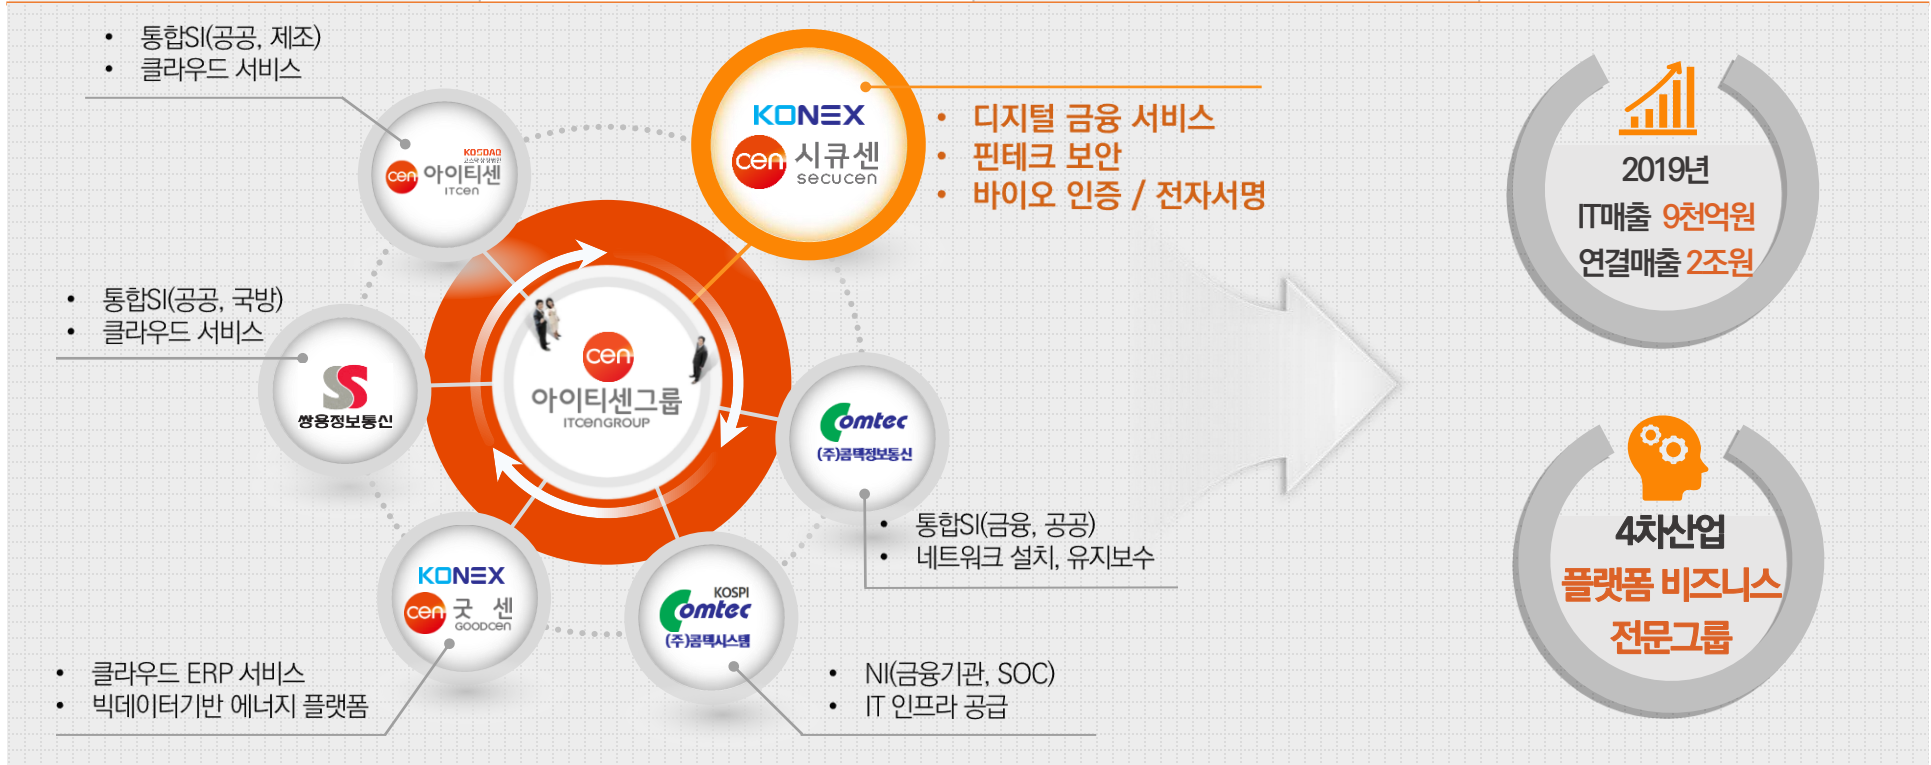 • 통합SI(공공, 제조)
• 클라우드 서비스
KOSDAQ
cen 아이티센
ITcen
KONEX
cen 시큐센
secucen
• 디지털 금융 서비스
• 핀테크 보안
• 바이오 인증 / 전자서명
• 통합SI(공공, 국방)
• 클라우드 서비스
SS
쌍용정보통신
cen
아이티센그룹
ITcenGROUP
Comtec
(주)콤텍정보통신
• 통합SI(금융, 공공)
• 네트워크 설치, 유지보수
KONEX
cen 굿 센
GOODcen
• 클라우드 ERP 서비스
• 빅데이터기반 에너지 플랫폼
KOSPI
Comtec
(주)콤텍시스템
• NI(금융기관, SOC)
• IT 인프라 공급
2019년
IT매출 9천억원
연결매출 2조원
4차산업
플랫폼 비즈니스
전문그룹